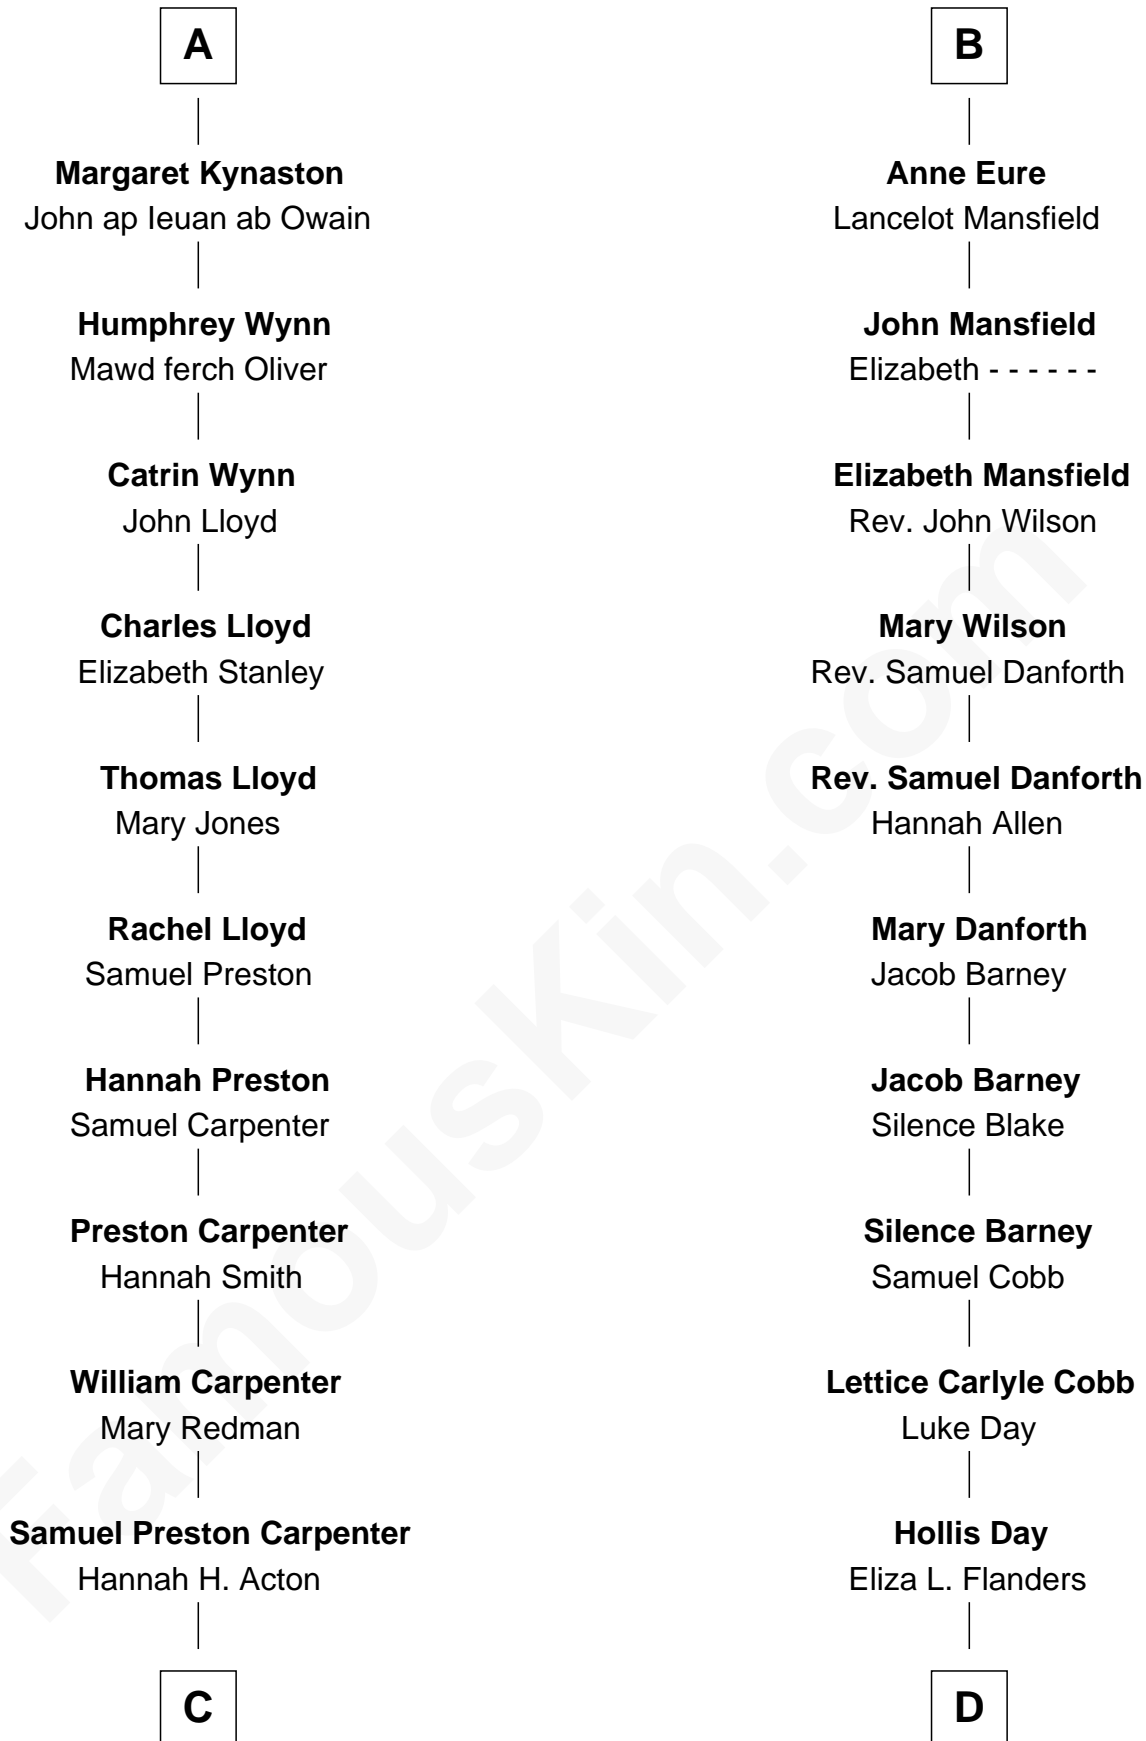 A
Margaret Kynaston
John ap Ieuan ab Owain
Humphrey Wynn
Mawd ferch Oliver
Catrin Wynn
John Lloyd
Charles Lloyd
Elizabeth Stanley
Thomas Lloyd
Mary Jones
Rachel Lloyd
Samuel Preston
Hannah Preston
Samuel Carpenter
Preston Carpenter
Hannah Smith
William Carpenter
Mary Redman
Samuel Preston Carpenter
Hannah H. Acton
C
B
Anne Eure
Lancelot Mansfield
John Mansfield
Elizabeth - - - - - -
Elizabeth Mansfield
Rev. John Wilson
Mary Wilson
Rev. Samuel Danforth
Rev. Samuel Danforth
Hannah Allen
Mary Danforth
Jacob Barney
Jacob Barney
Silence Blake
Silence Barney
Samuel Cobb
Lettice Carlyle Cobb
Luke Day
Hollis Day
Eliza L. Flanders
D
FamousKin.com